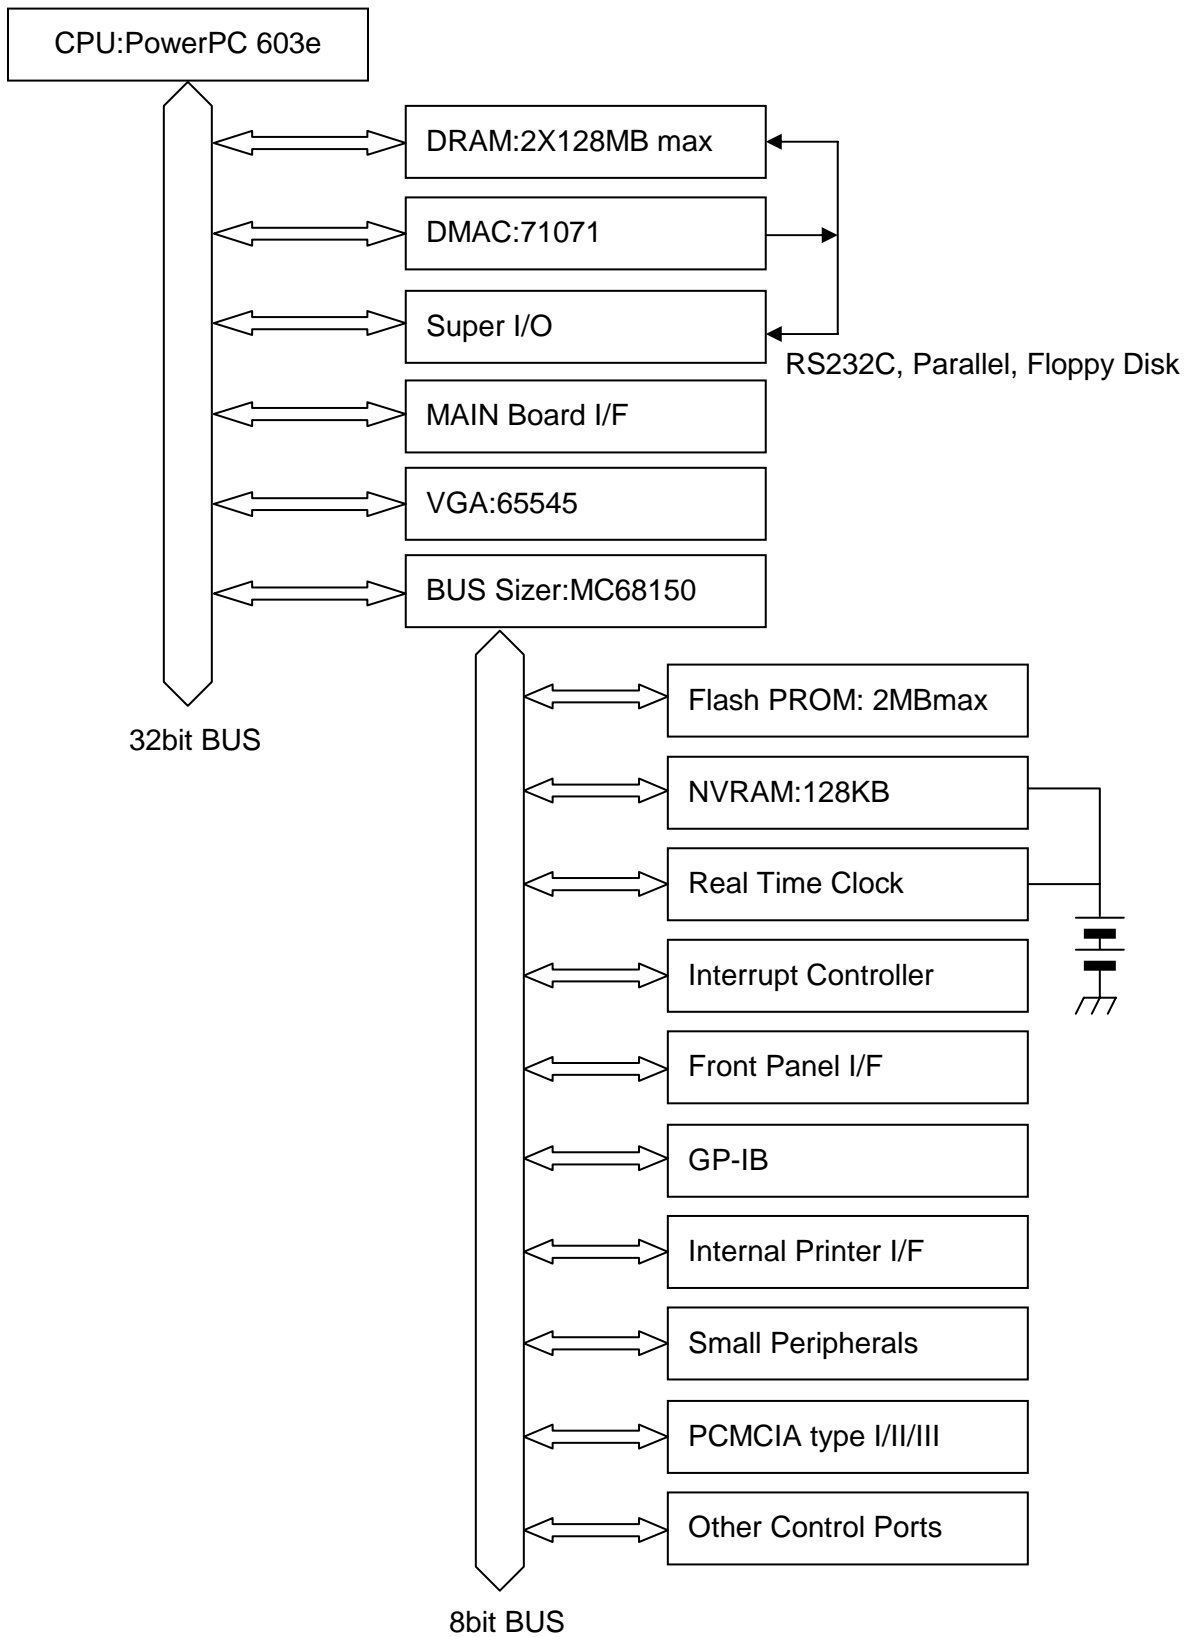 CPU:PowerPC 603e
DRAM:2X128MB max
DMAC:71071
Super I/O
RS232C, Parallel, Floppy Disk
MAIN Board I/F
VGA:65545
BUS Sizer:MC68150
Flash PROM: 2MBmax
32bit BUS
NVRAM:128KB
Real Time Clock
Interrupt Controller
Front Panel I/F
GP-IB
Internal Printer I/F
Small Peripherals
PCMCIA type I/II/III
Other Control Ports
8bit BUS